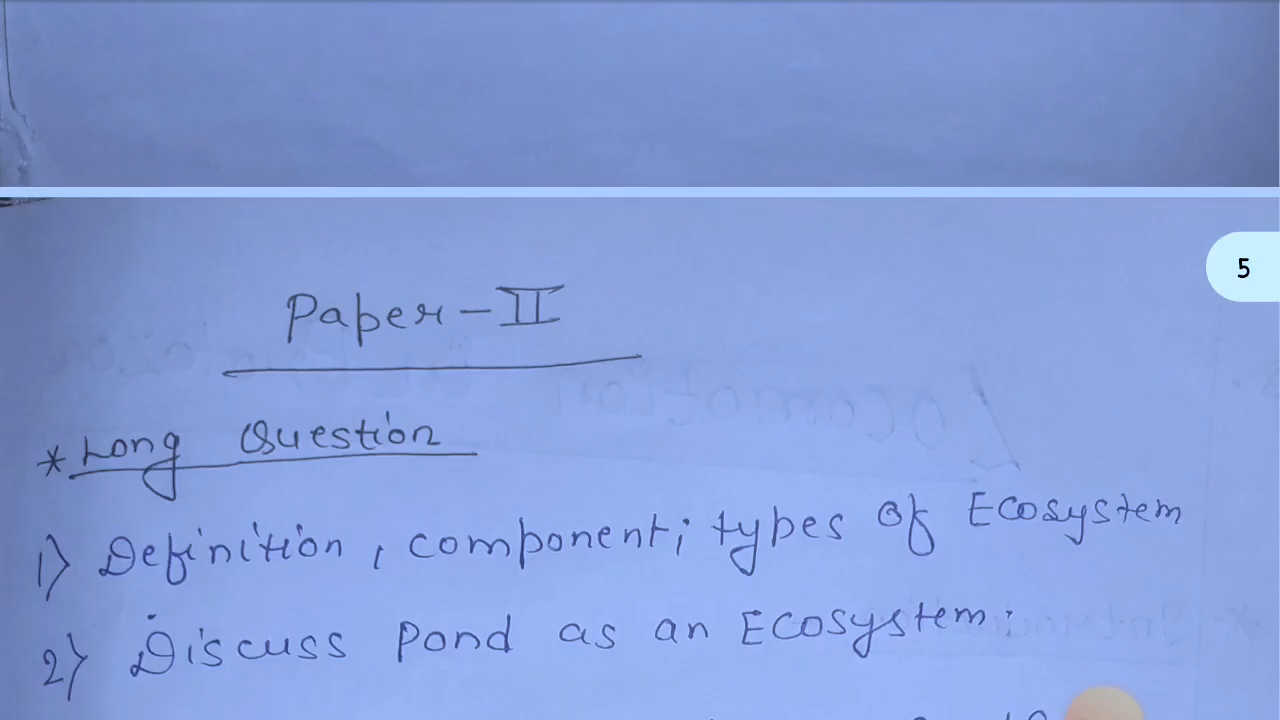 5
Paper-II
* Long Question
1) Definition, component; types of Ecosystem
2) Discuss Pond as an Ecosystem: